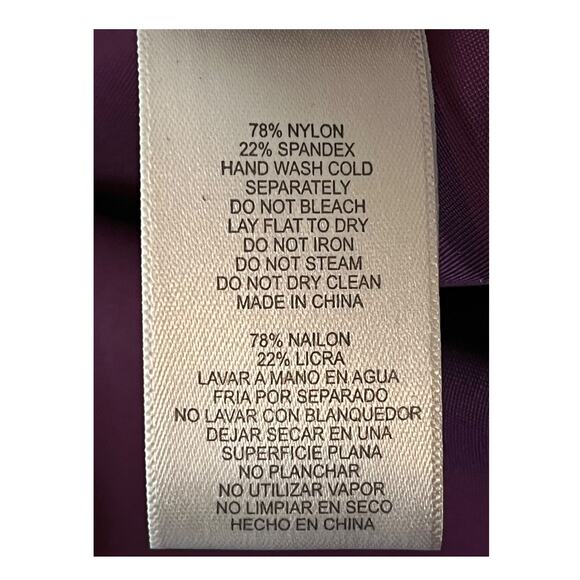 78% NYLON
22% SPANDEX
HAND WASH COLD
SEPARATELY
DO NOT BLEACH
LAY FLAT TO DRY
DO NOT IRON
DO NOT STEAM
DO NOT DRY CLEAN
MADE IN CHINA
78% NAILON
22% LICRA
LAVAR A MANO EN AGUA
FRIA POR SEPARADO
NO LAVAR CON BLANQUEDOR
DEJAR SECAR EN UNA
SUPERFICIE PLANA
NO PLANCHAR
NO UTILIZAR VAPOR
NO LIMPIAR EN SECO
HECHO EN CHINA